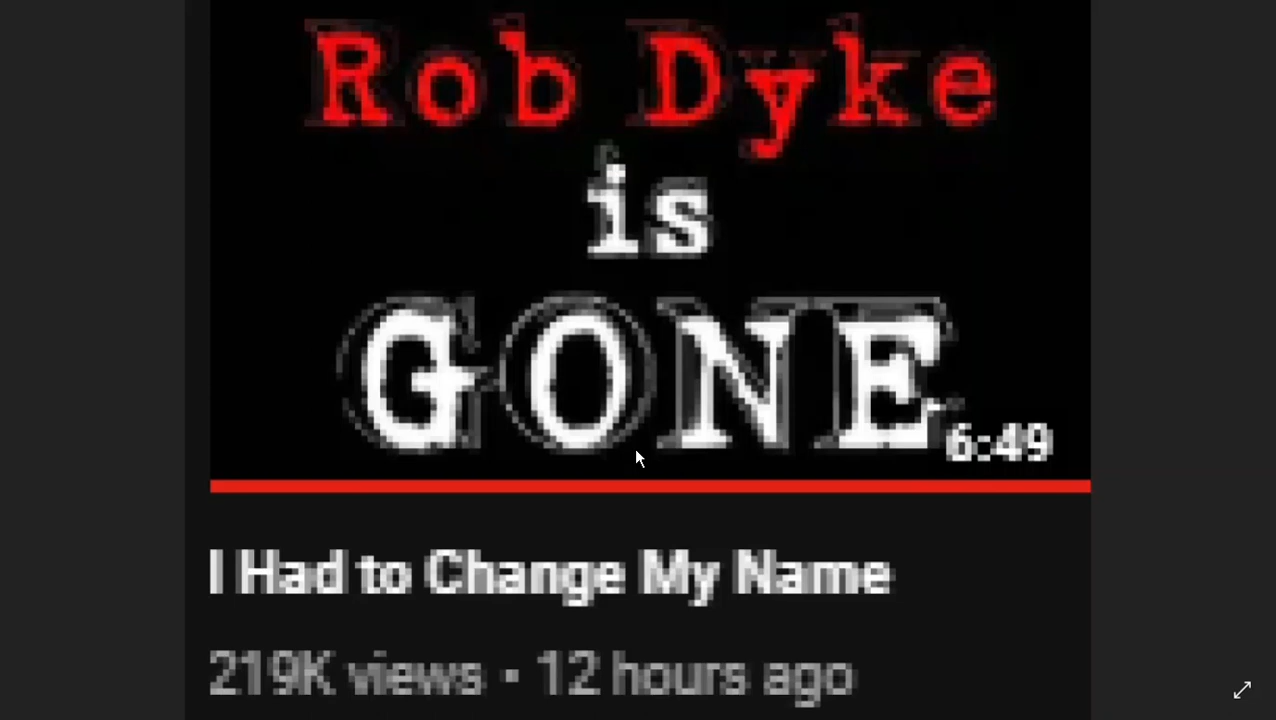 Rob Dyke
is
GONE
6:49
I Had to Change My Name
219K views • 12 hours ago